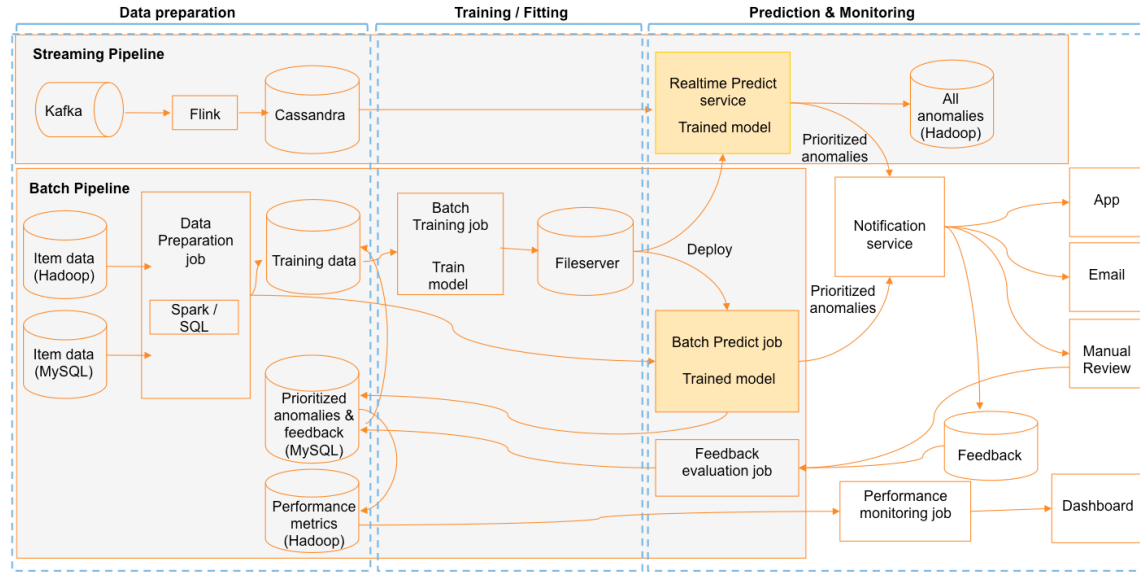 Data preparation
Training / Fitting
Prediction & Monitoring
Streaming Pipeline
Kafka
Flink
Cassandra
Realtime Predict
service
Trained model
All
anomalies
(Hadoop)
Prioritized
anomalies
Batch Pipeline
Item data
(Hadoop)
Item data
(MySQL)
Data
Preparation
job
Spark /
SQL
Training data
Batch
Training job
Train
model
Fileserver
Deploy
Notification
service
App
Email
Manual
Review
Prioritized
anomalies
Batch Predict job
Trained model
Prioritized
anomalies &
feedback
(MySQL)
Feedback
evaluation job
Feedback
Performance
metrics
(Hadoop)
Performance
monitoring job
Dashboard